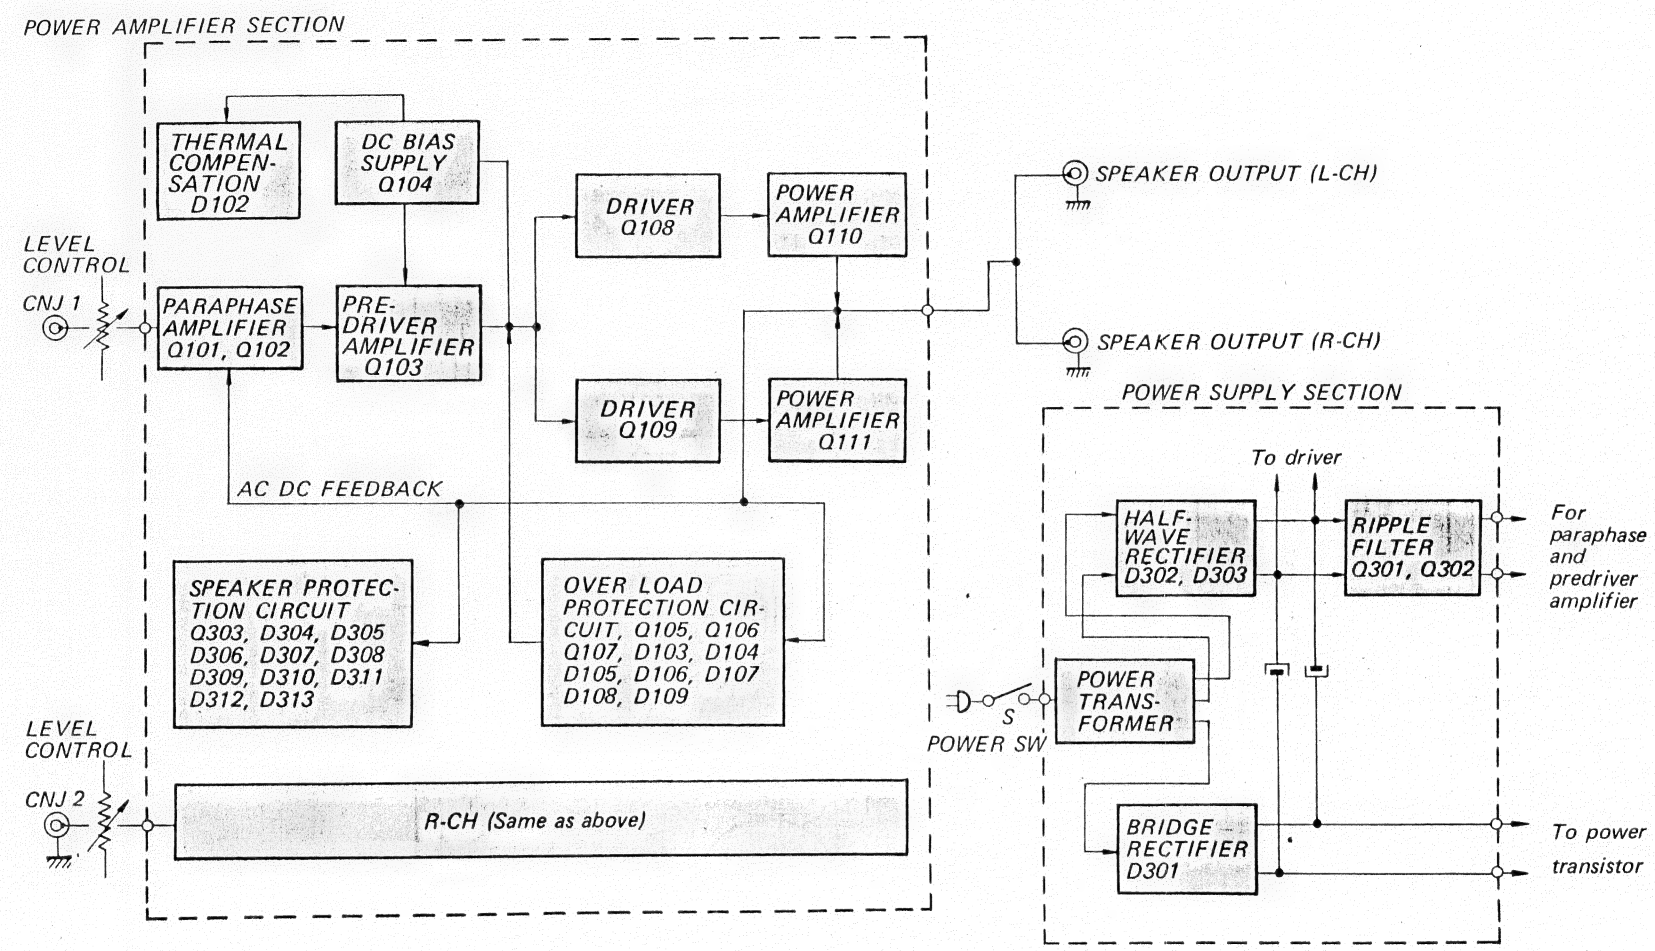 POWER AMPLIFIER SECTION
THERMAL
COMPEN-
SATION
D102
DC BIAS
SUPPLY
Q104
LEVEL
CONTROL
CNJ 1
PARAPHASE
AMPLIFIER
Q101, Q102
PRE-
DRIVER
AMPLIFIER
Q103
DRIVER
Q108
POWER
AMPLIFIER
Q110
DRIVER
Q109
POWER
AMPLIFIER
Q111
SPEAKER OUTPUT (L-CH)
SPEAKER OUTPUT (R-CH)
AC DC FEEDBACK
SPEAKER PROTEC-
TION CIRCUIT
Q303, D304, D305
D306, D307, D308
D309, D310, D311
D312, D313
OVER LOAD
PROTECTION CIR-
CUIT, Q105, Q106
Q107, D103, D104
D105, D106, D107
D108, D109
LEVEL
CONTROL
CNJ 2
R-CH (Same as above)
POWER SUPPLY SECTION
To driver
HALF-
WAVE
RECTIFIER
D302, D303
RIPPLE
FILTER
Q301, Q302
For
paraphase
and
predriver
amplifier
S
POWER SW
POWER
TRANS-
FORMER
BRIDGE
RECTIFIER
D301
To power
transistor